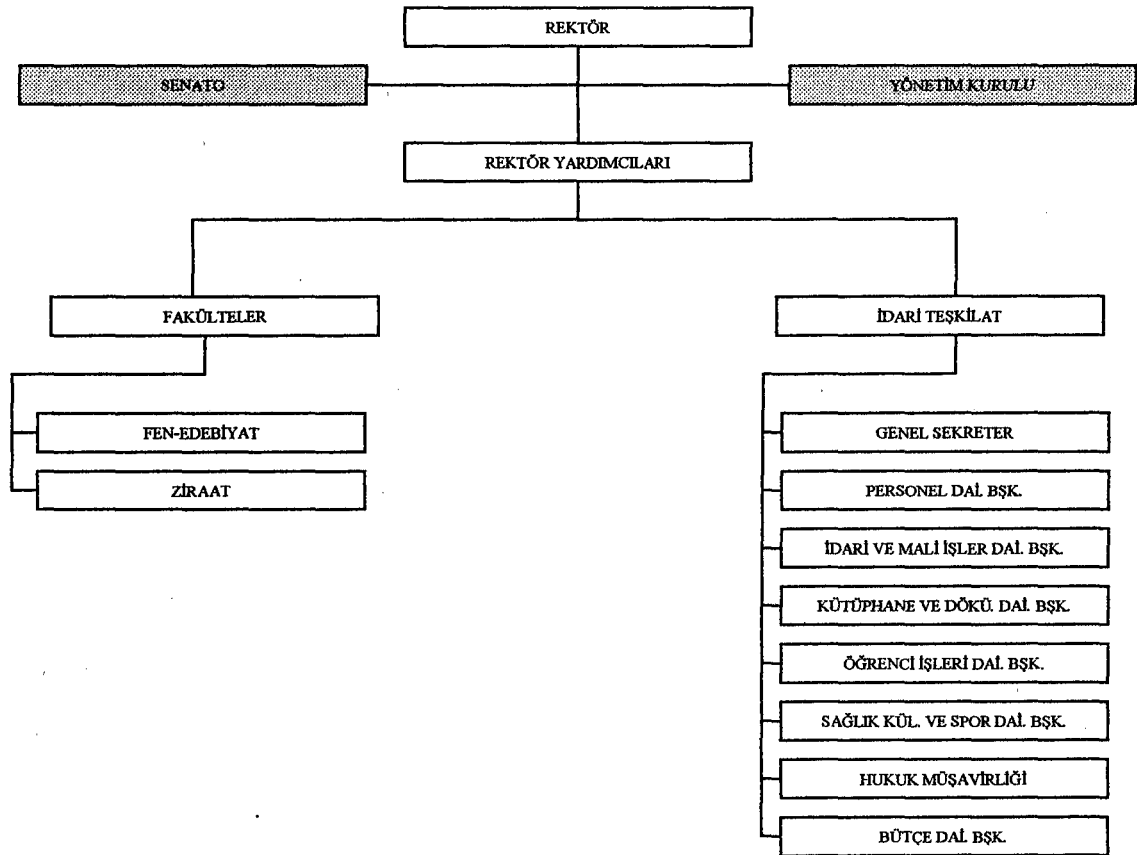 REKTÖR
SENATO
YÖNETİM KURULU
REKTÖR YARDIMCILARI
FAKÜLTELER
İDARİ TEŞKİLAT
FEN-EDEBİYAT
ZİRAAT
GENEL SEKRETER
PERSONEL DAİ. BŞK.
İDARİ VE MALİ İŞLER DAİ. BŞK.
KÜTÜPHANE VE DÖKÜ. DAİ. BŞK.
ÖĞRENCİ İŞLERİ DAİ. BŞK.
SAĞLIK KÜL. VE SPOR DAİ. BŞK.
HUKUK MÜŞAVİRLİĞİ
BÜTÇE DAİ. BŞK.